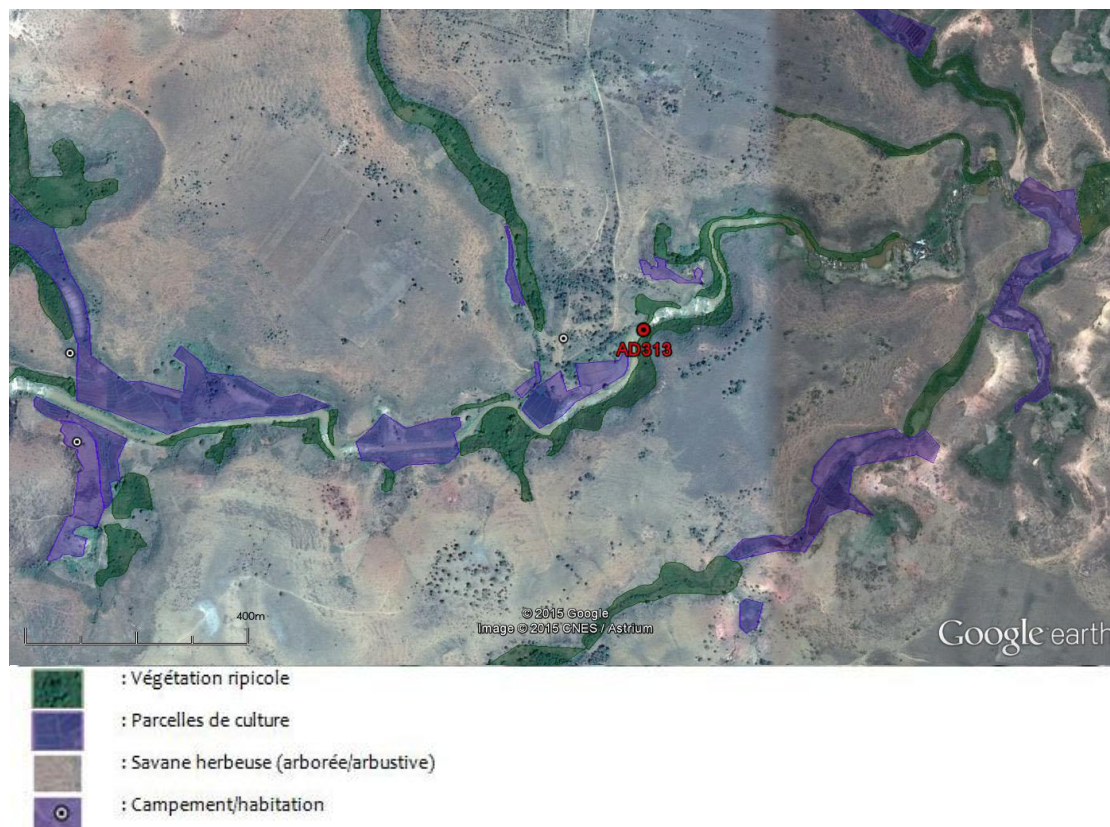 AD313
400m
© 2015 Google
Image © 2015 CNES / Astrium
Google earth
: Végétation ripicole
: Parcelles de culture
: Savane herbeuse (arborée/arbustive)
: Campement/habitation